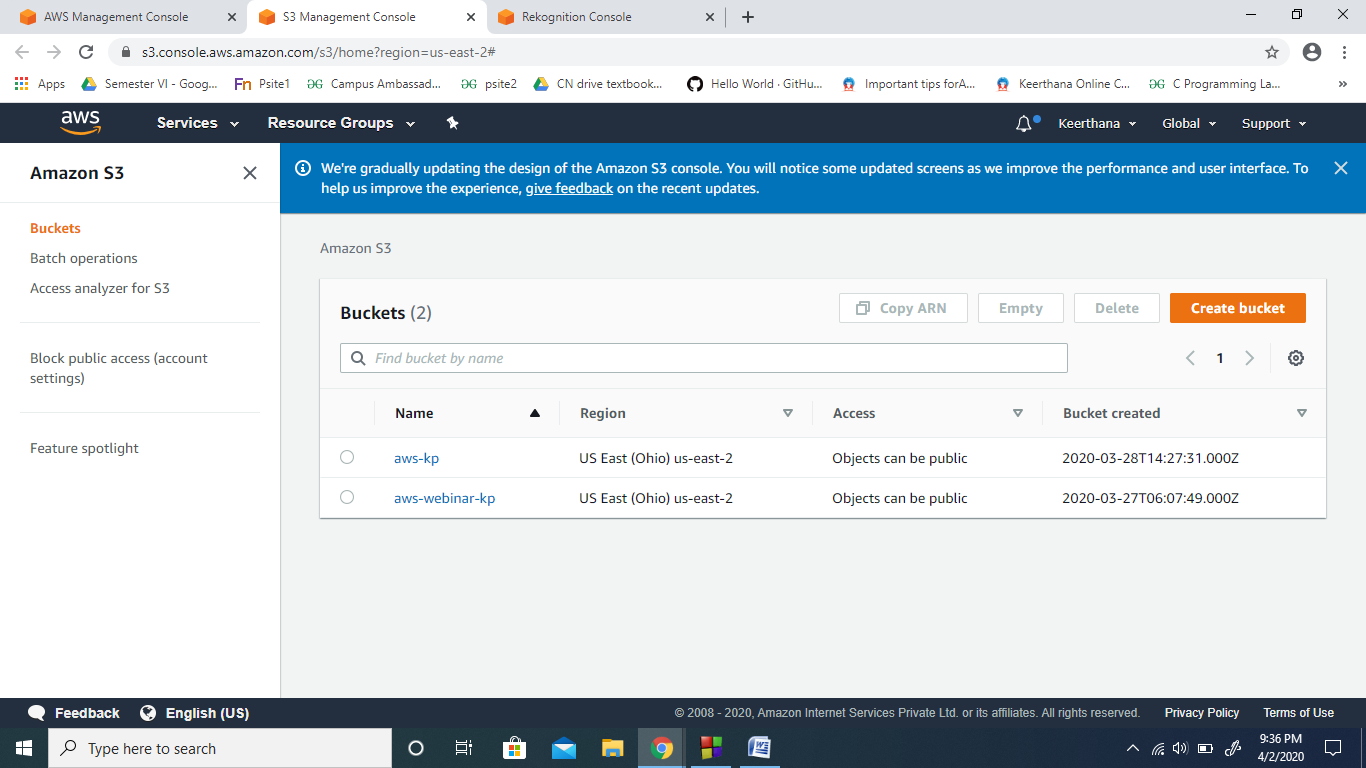 AWS Management Console
S3 Management Console
Rekognition Console
s3.console.aws.amazon.com/s3/home?region=us-east-2#
Apps
Semester VI - Goog...
Fn Psite1
Campus Ambassad...
psite2
CN drive textbook...
Hello World · GitHu...
Important tips forA...
Keerthana Online C...
C Programming La...
»
aws
Services
Resource Groups
Keerthana
Global
Support
Amazon S3
Buckets
Batch operations
Access analyzer for S3
Block public access (account
settings)
Feature spotlight
We're gradually updating the design of the Amazon S3 console. You will notice some updated screens as we improve the performance and user interface. To
help us improve the experience, give feedback on the recent updates.
Amazon S3
Buckets (2)
Copy ARN
Empty
Delete
Create bucket
Find bucket by name
1
Name Region Access Bucket created
aws-kp US East (Ohio) us-east-2 Objects can be public 2020-03-28T14:27:31.000Z
aws-webinar-kp US East (Ohio) us-east-2 Objects can be public 2020-03-27T06:07:49.000Z
Feedback
English (US)
© 2008 - 2020, Amazon Internet Services Private Ltd. or its affiliates. All rights reserved.
Privacy Policy
Terms of Use
Type here to search
9:36 PM
4/2/2020